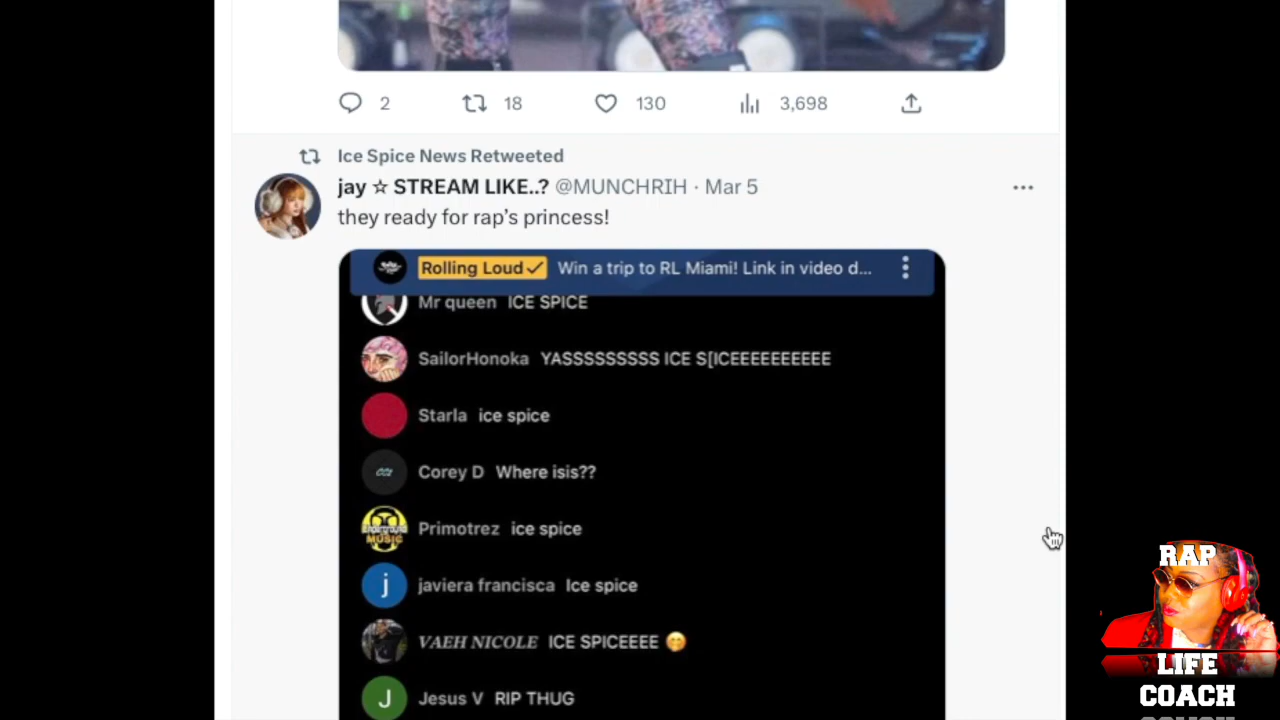 2 18 130 3,698
Ice Spice News Retweeted
jay ☆ STREAM LIKE..? @MUNCHRIH · Mar 5
they ready for rap's princess!
Rolling Loud✓ Win a trip to RL Miami! Link in video d...
Mr queen ICE SPICE
SailorHonoka YASSSSSSSSS ICE S[ICEEEEEEEEEE
Starla ice spice
Corey D Where isis??
Primotrez ice spice
MUSIC
j javiera francisca Ice spice
VAEH NICOLE ICE SPICEEEE 🤭
J Jesus V RIP THUG
RAP
LIFE
COACH